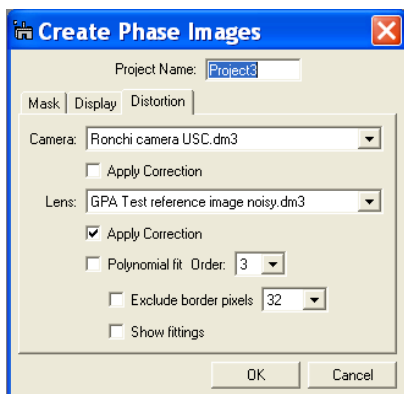 Create Phase Images
Project Name: Project3
Mask Display Distortion
Camera: Ronchi camera USC.dm3
Apply Correction
Lens: GPA Test reference image noisy.dm3
Apply Correction
Polynomial fit Order: 3
Exclude border pixels 32
Show fittings
OK Cancel